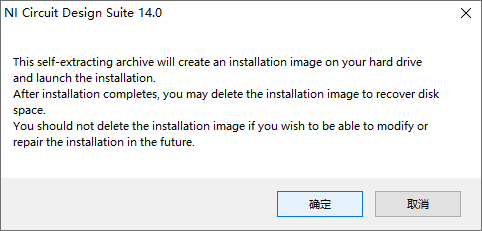 NI Circuit Design Suite 14.0
This self-extracting archive will create an installation image on your hard drive
and launch the installation.
After installation completes, you may delete the installation image to recover disk
space.
You should not delete the installation image if you wish to be able to modify or
repair the installation in the future.
确定
取消